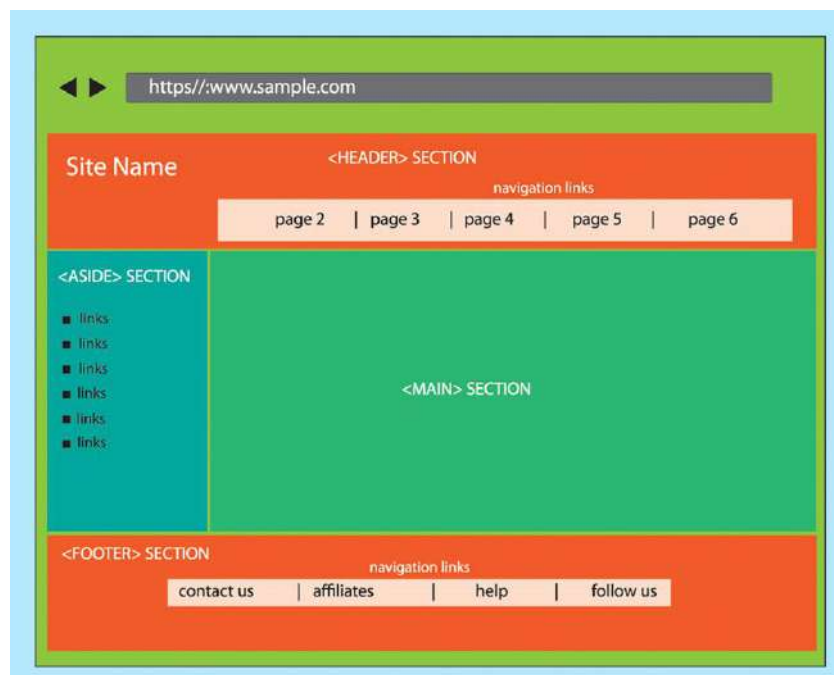 https//:www.sample.com
Site Name
<HEADER> SECTION
navigation links
page 2 | page 3 | page 4 | page 5 | page 6
<ASIDE> SECTION
links
links
links
links
links
links
<MAIN> SECTION
<FOOTER> SECTION
navigation links
contact us | affiliates | help | follow us